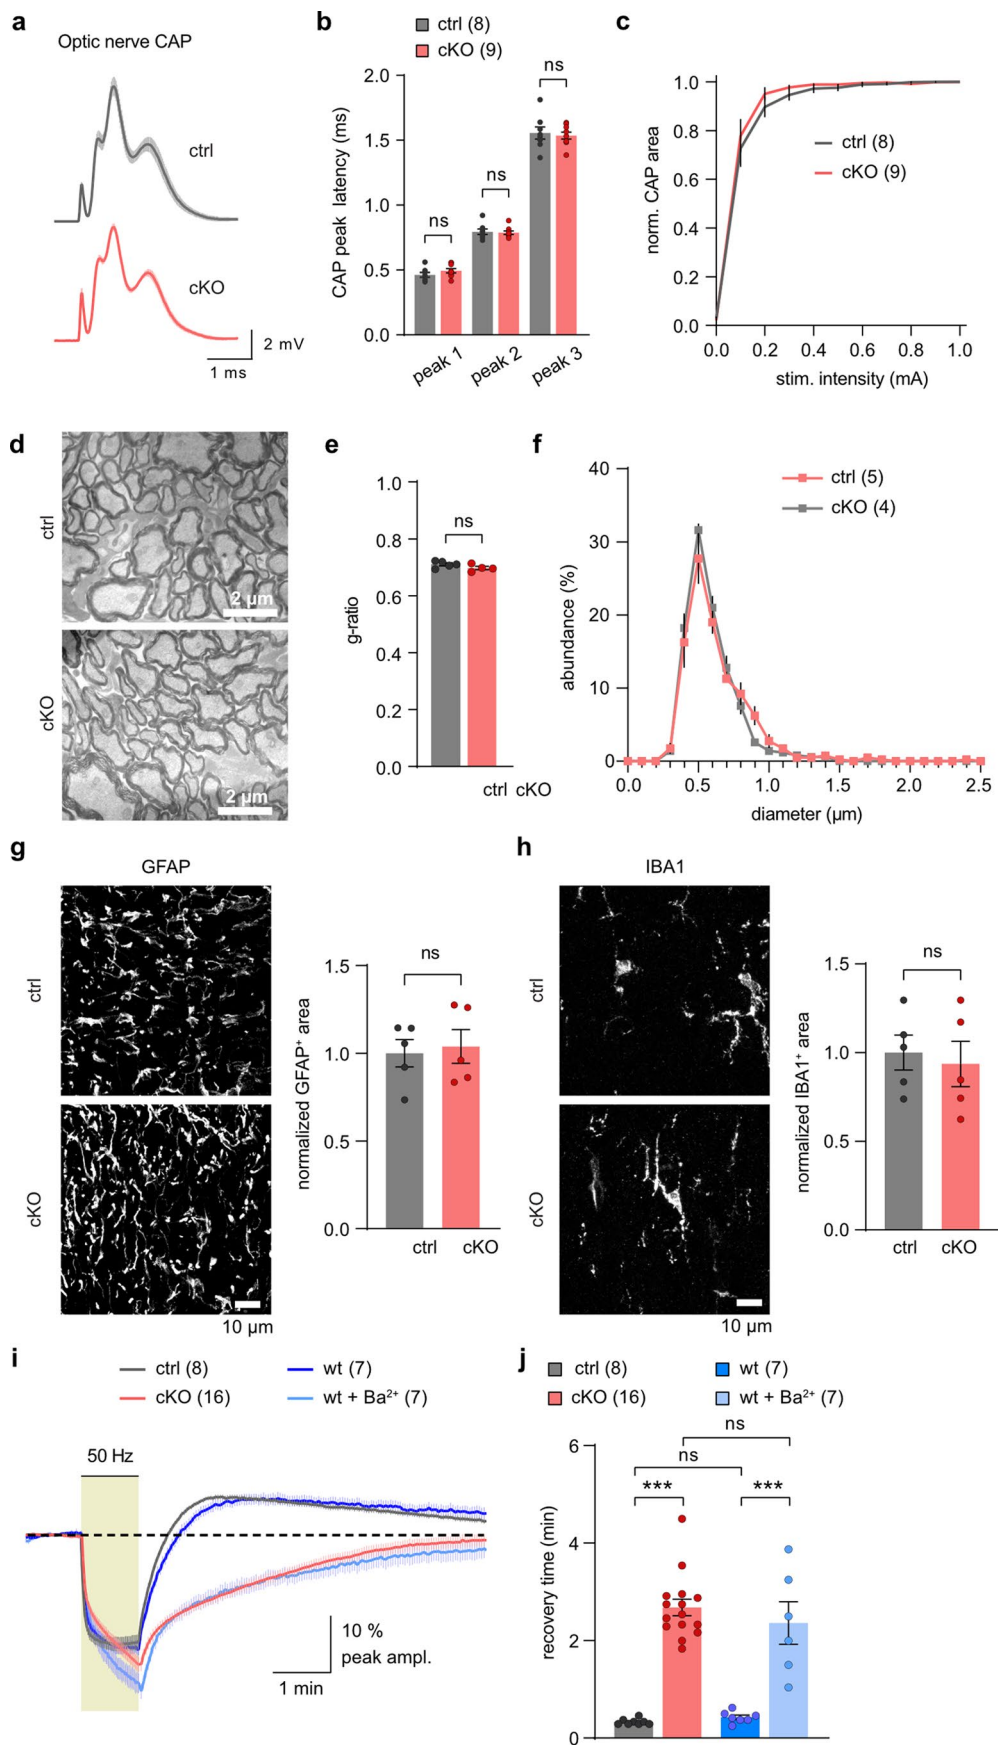 a
Optic nerve CAP
ctrl
cKO
2 mV
1 ms
b
ctrl (8)
cKO (9)
CAP peak latency (ms)
2.0
1.5
1.0
0.5
0.0
ns
ns
ns
peak 1
peak 2
peak 3
c
norm. CAP area
1.0
0.8
0.6
0.4
0.2
0.0
ctrl (8)
cKO (9)
0.0 0.2 0.4 0.6 0.8 1.0
stim. intensity (mA)
d
ctrl
2 µm
cKO
2 µm
e
g-ratio
1.0
0.8
0.6
0.4
0.2
0.0
ns
ctrl cKO
f
abundance (%)
40
30
20
10
0
ctrl (5)
cKO (4)
0.0 0.5 1.0 1.5 2.0 2.5
diameter (µm)
g
GFAP
ctrl
cKO
10 µm
normalized GFAP⁺ area
1.5
1.0
0.5
0.0
ns
ctrl cKO
h
IBA1
ctrl
cKO
10 µm
normalized IBA1⁺ area
1.5
1.0
0.5
0.0
ns
ctrl cKO
i
ctrl (8)
cKO (16)
wt (7)
wt + Ba²⁺ (7)
50 Hz
10 %
peak ampl.
1 min
j
ctrl (8)
cKO (16)
wt (7)
wt + Ba²⁺ (7)
recovery time (min)
6
4
2
0
ns
ns
***
***